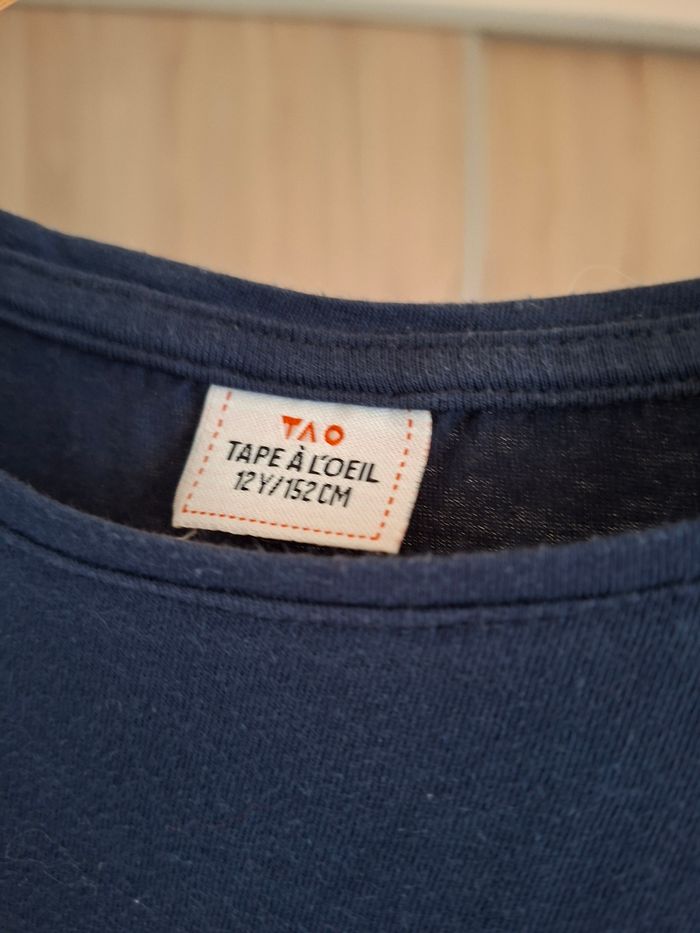 TAO
TAPE À L'OEIL
12Y/152CM